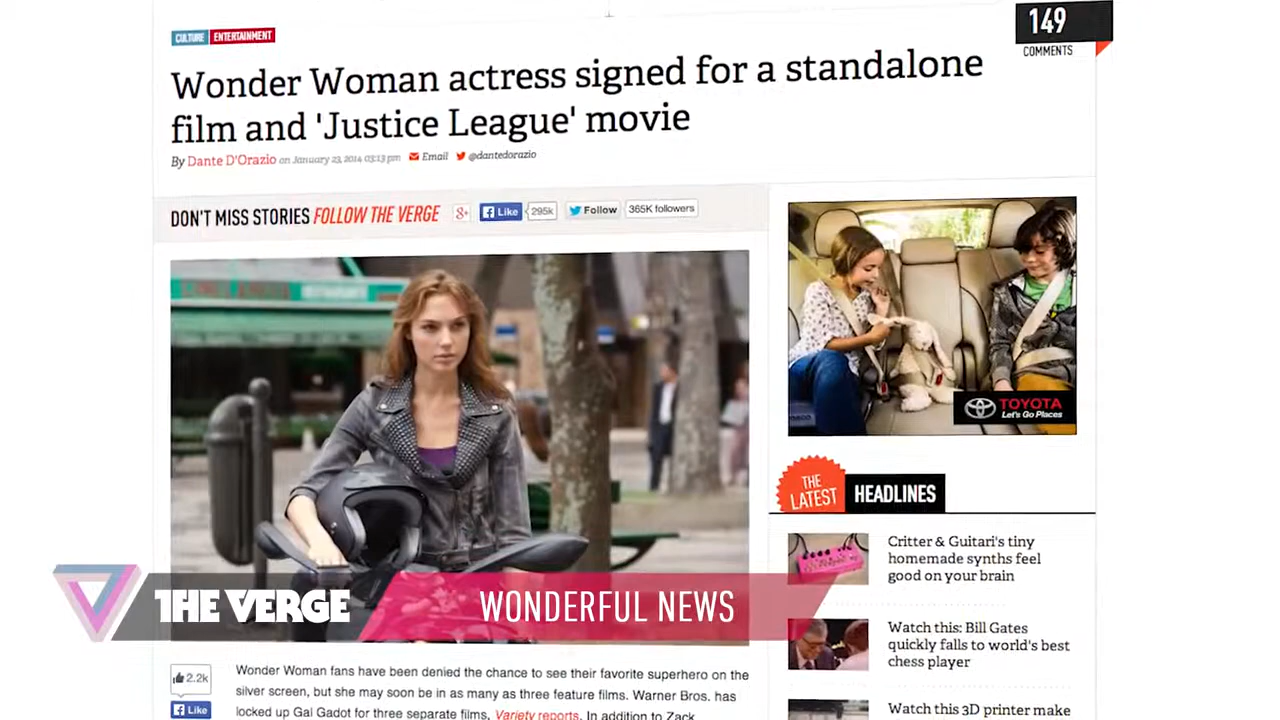 CULTURE ENTERTAINMENT
149
COMMENTS
Wonder Woman actress signed for a standalone
film and 'Justice League' movie
By Dante D'Orazio on January 23, 2014 03:13 pm Email @dantedorazio
DON'T MISS STORIES FOLLOW THE VERGE
8+ Like 295k Follow 365K followers
TOYOTA
Let's Go Places
THE
LATEST
HEADLINES
Critter & Guitari's tiny
homemade synths feel
good on your brain
THE VERGE
WONDERFUL NEWS
Watch this: Bill Gates
quickly falls to world's best
chess player
2.2k
Like
Wonder Woman fans have been denied the chance to see their favorite superhero on the
silver screen, but she may soon be in as many as three feature films. Warner Bros. has
locked up Gal Gadot for three separate films, Variety reports. In addition to Zack
Watch this 3D printer make